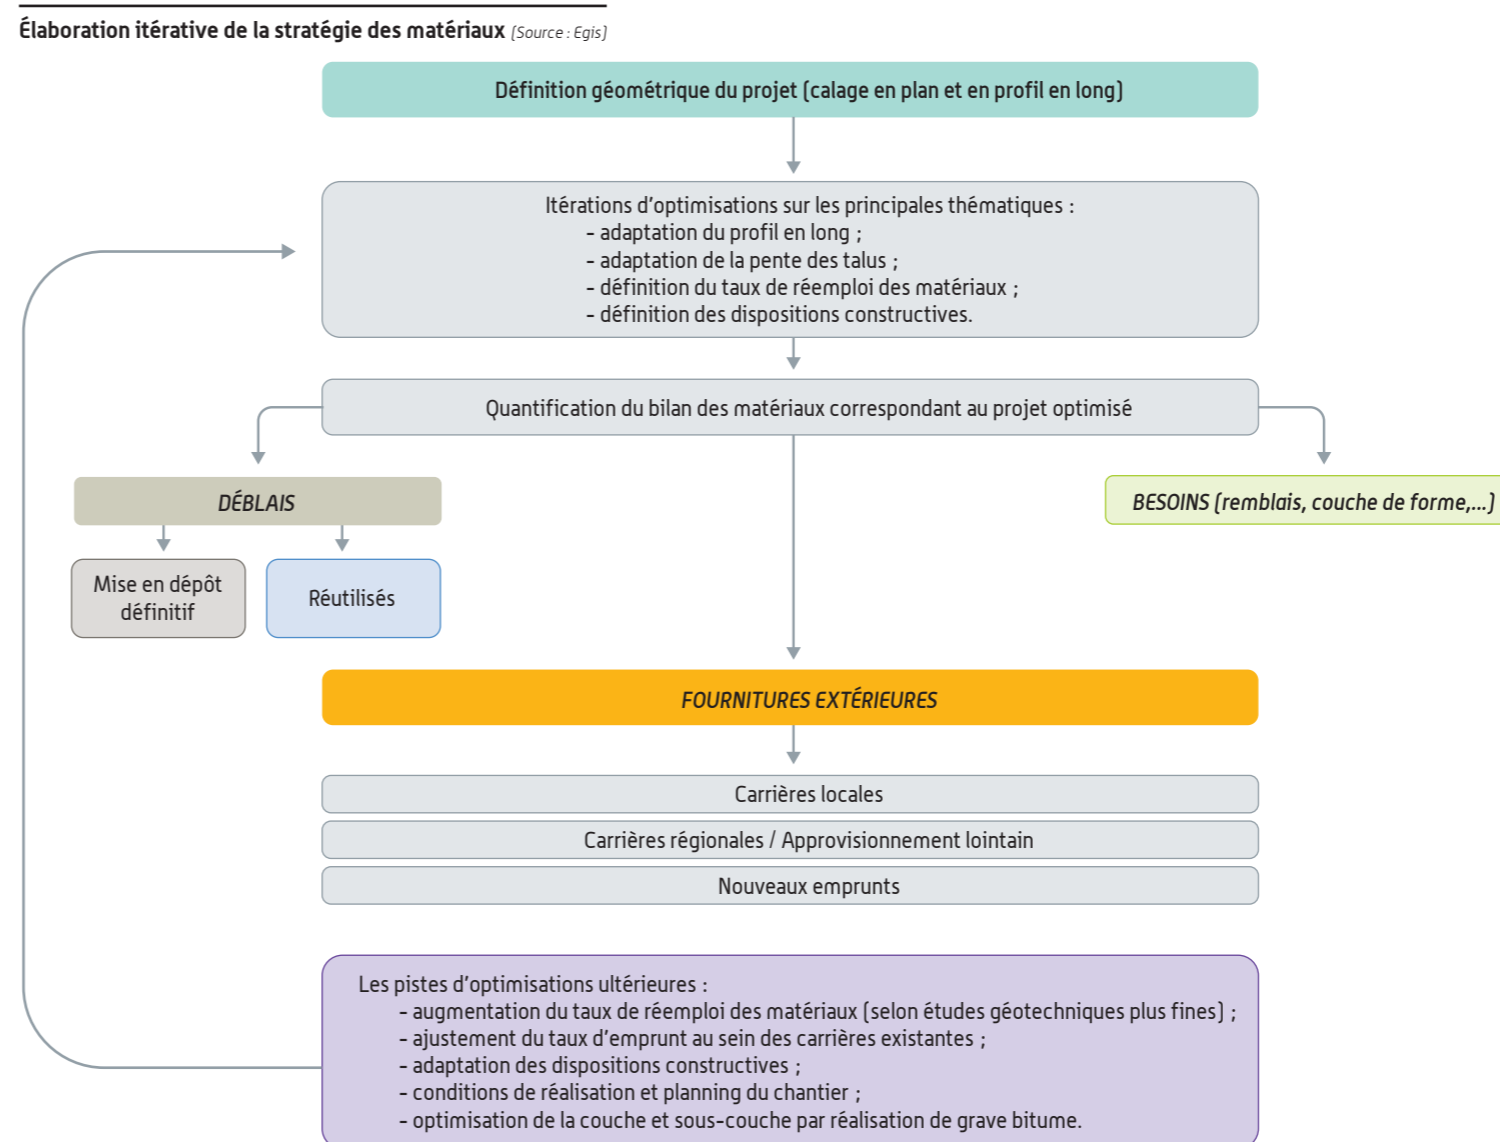 Élaboration itérative de la stratégie des matériaux (Source : Egis)
Définition géométrique du projet (calage en plan et en profil en long)
Itérations d'optimisations sur les principales thématiques :
- adaptation du profil en long ;
- adaptation de la pente des talus ;
- définition du taux de réemploi des matériaux ;
- définition des dispositions constructives.
Quantification du bilan des matériaux correspondant au projet optimisé
DÉBLAIS
BESOINS (remblais, couche de forme,...)
Mise en dépôt
définitif
Réutilisés
FOURNITURES EXTÉRIEURES
Carrières locales
Carrières régionales / Approvisionnement lointain
Nouveaux emprunts
Les pistes d'optimisations ultérieures :
- augmentation du taux de réemploi des matériaux (selon études géotechniques plus fines) ;
- ajustement du taux d'emprunt au sein des carrières existantes ;
- adaptation des dispositions constructives ;
- conditions de réalisation et planning du chantier ;
- optimisation de la couche et sous-couche par réalisation de grave bitume.